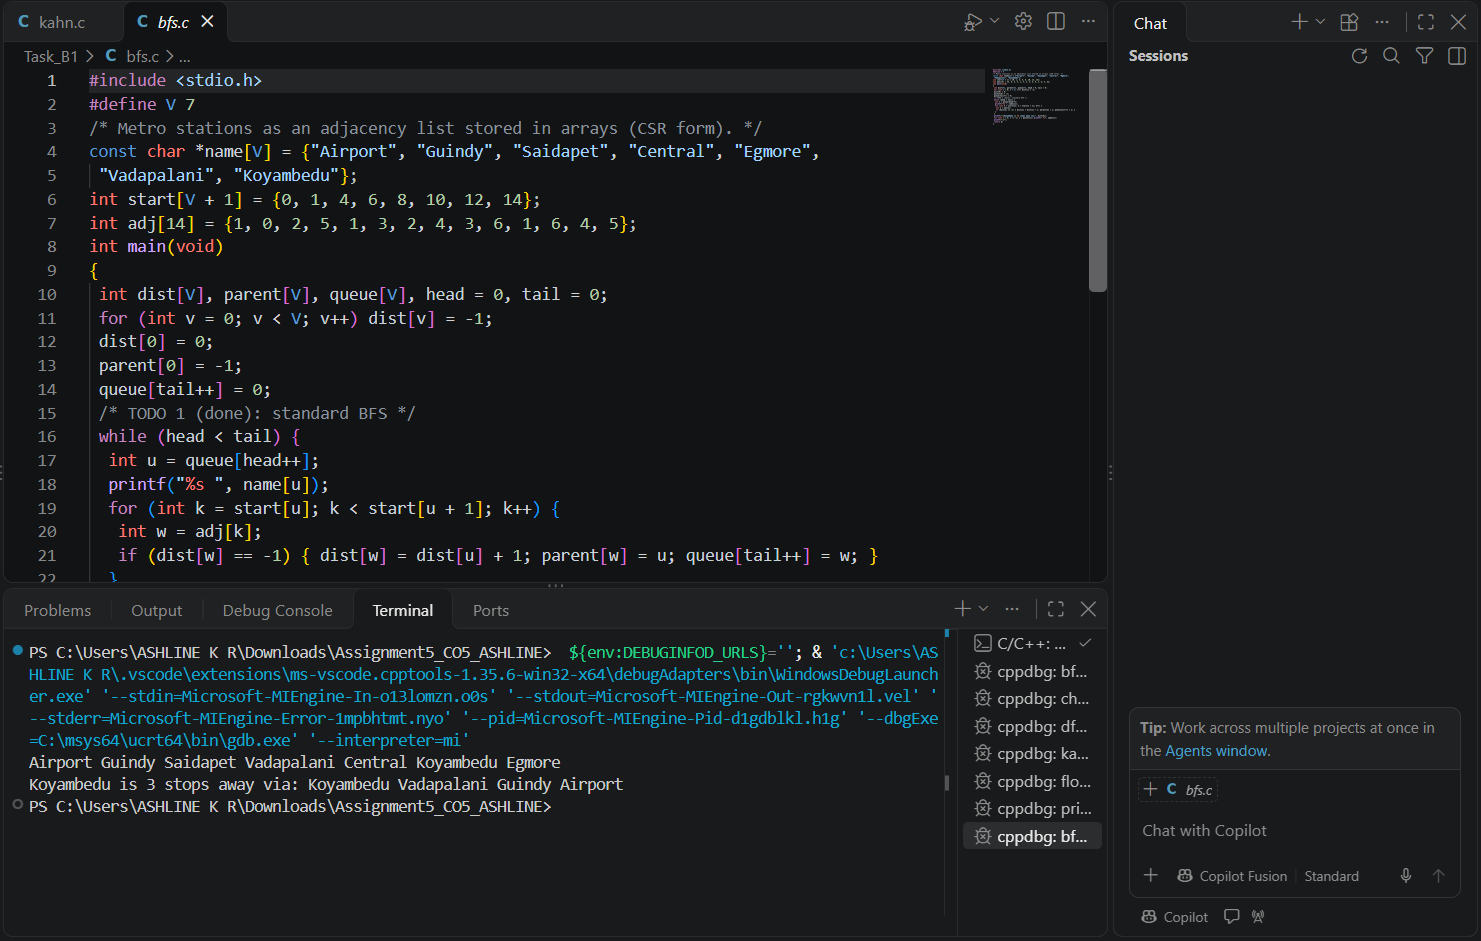 C kahn.c
C bfs.c
Task_B1 > C bfs.c > ...
1 #include <stdio.h>
2 #define V 7
3 /* Metro stations as an adjacency list stored in arrays (CSR form). */
4 const char *name[V] = {"Airport", "Guindy", "Saidapet", "Central", "Egmore",
5 "Vadapalani", "Koyambedu"};
6 int start[V + 1] = {0, 1, 4, 6, 8, 10, 12, 14};
7 int adj[14] = {1, 0, 2, 5, 1, 3, 2, 4, 3, 6, 1, 6, 4, 5};
8 int main(void)
9 {
10 int dist[V], parent[V], queue[V], head = 0, tail = 0;
11 for (int v = 0; v < V; v++) dist[v] = -1;
12 dist[0] = 0;
13 parent[0] = -1;
14 queue[tail++] = 0;
15 /* TODO 1 (done): standard BFS */
16 while (head < tail) {
17 int u = queue[head++];
18 printf("%s ", name[u]);
19 for (int k = start[u]; k < start[u + 1]; k++) {
20 int w = adj[k];
21 if (dist[w] == -1) { dist[w] = dist[u] + 1; parent[w] = u; queue[tail++] = w; }
22 }
Problems Output Debug Console Terminal Ports
PS C:\Users\ASHLINE K R\Downloads\Assignment5_CO5_ASHLINE> ${env:DEBUGINFOD_URLS}=''; & 'c:\Users\AS
HLINE K R\.vscode\extensions\ms-vscode.cpptools-1.35.6-win32-x64\debugAdapters\bin\WindowsDebugLaunch
er.exe' '--stdin=Microsoft-MIEngine-In-o13lomzn.o0s' '--stdout=Microsoft-MIEngine-Out-rgkwvn1l.vel' '
--stderr=Microsoft-MIEngine-Error-1mpbhtmt.nyo' '--pid=Microsoft-MIEngine-Pid-d1gdblkl.h1g' '--dbgExe
=C:\msys64\ucrt64\bin\gdb.exe' '--interpreter=mi'
Airport Guindy Saidapet Vadapalani Central Koyambedu Egmore
Koyambedu is 3 stops away via: Koyambedu Vadapalani Guindy Airport
PS C:\Users\ASHLINE K R\Downloads\Assignment5_CO5_ASHLINE>
C/C++: ...
cppdbg: bf...
cppdbg: ch...
cppdbg: df...
cppdbg: ka...
cppdbg: flo...
cppdbg: pri...
cppdbg: bf...
Chat
Sessions
Tip: Work across multiple projects at once in
the Agents window.
C bfs.c
Chat with Copilot
Copilot Fusion Standard
Copilot